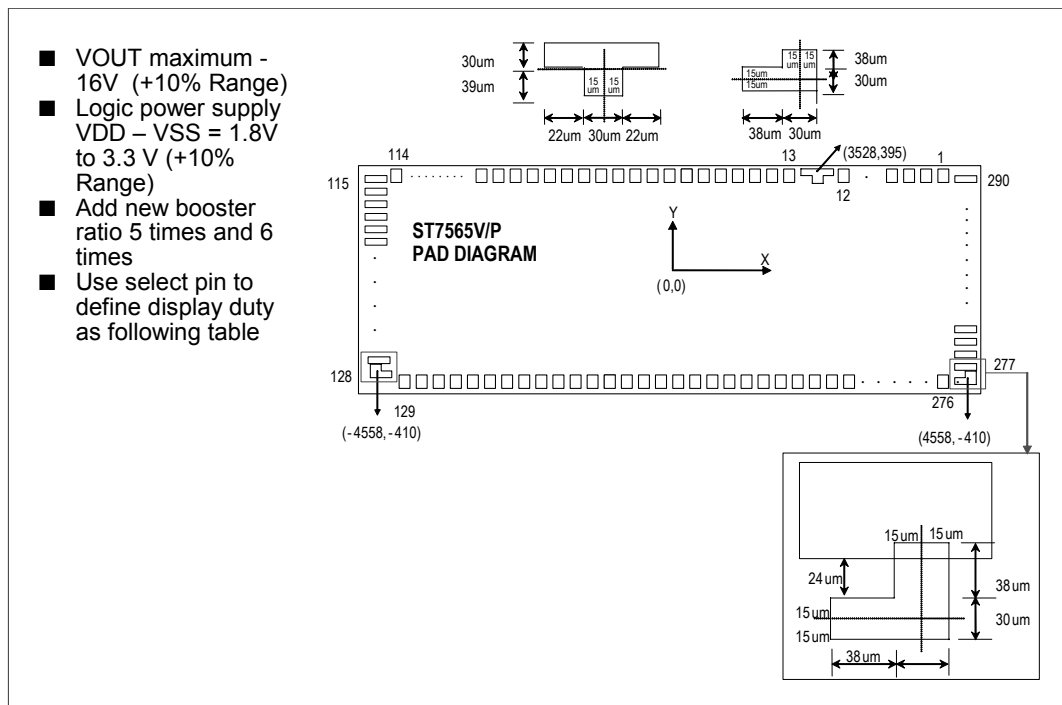 ■ VOUT maximum -
16V (+10% Range)
■ Logic power supply
VDD – VSS = 1.8V
to 3.3 V (+10%
Range)
■ Add new booster
ratio 5 times and 6
times
■ Use select pin to
define display duty
as following table
30um
39um
15
um
15
um
22um 30um 22um
15
um
15
um
15um
15um
38um
30um
38um 30um
114
13
(3528,395)
1
115
12
290
ST7565V/P
PAD DIAGRAM
Y
X
(0,0)
128
129
276
277
(-4558,-410)
(4558,-410)
15um 15um
24um
38um
15um
30um
15um
38um